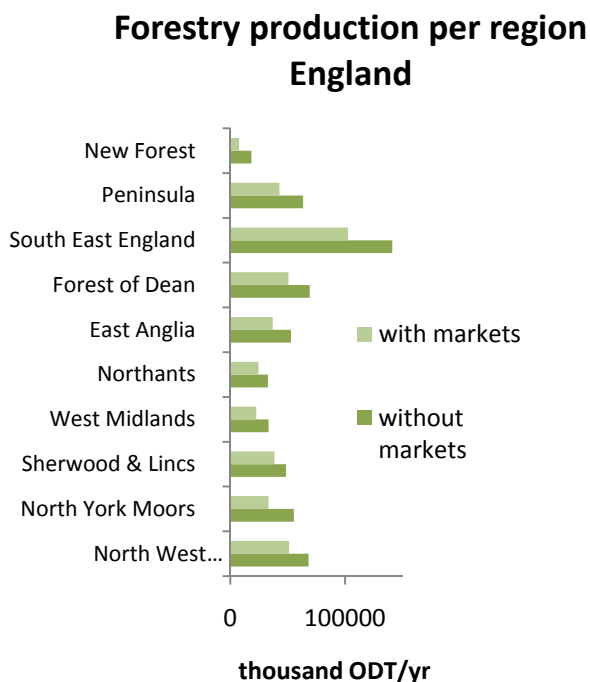 Forestry production per region
England
New Forest
Peninsula
South East England
Forest of Dean
East Anglia
Northants
West Midlands
Sherwood & Lincs
North York Moors
North West...
with markets
without
markets
0
100000
thousand ODT/yr